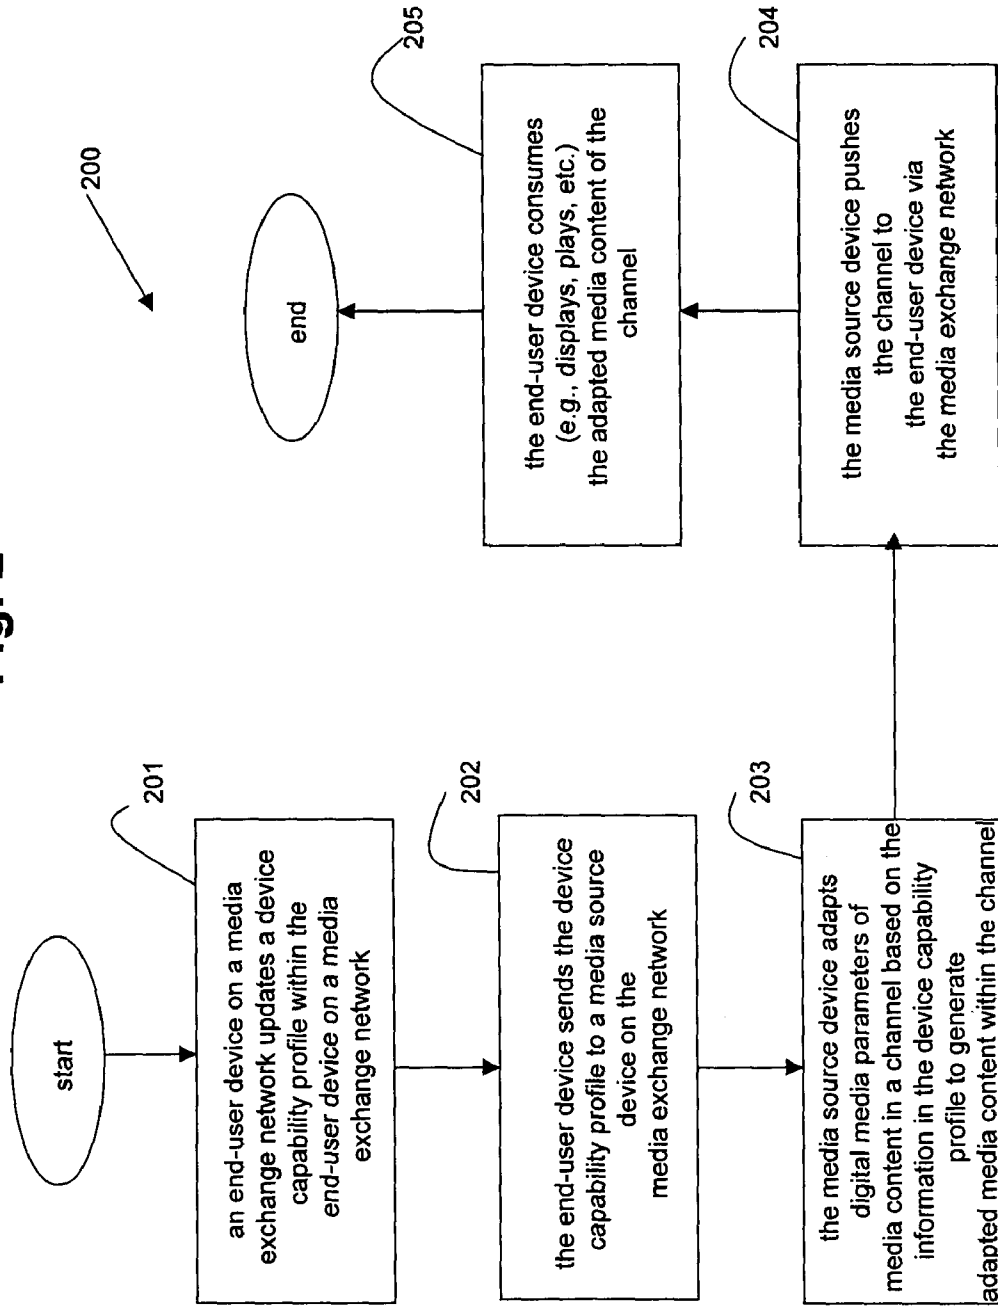 Fig. 2
200
start
an end-user device on a media
exchange network updates a device
capability profile within the
end-user device on a media
exchange network
201
the end-user device sends the device
capability profile to a media source
device on the
media exchange network
202
the media source device adapts
digital media parameters of
media content in a channel based on the
information in the device capability
profile to generate
adapted media content within the channel
203
the media source device pushes
the channel to
the end-user device via
the media exchange network
204
the end-user device consumes
(e.g., displays, plays, etc.)
the adapted media content of the
channel
205
end